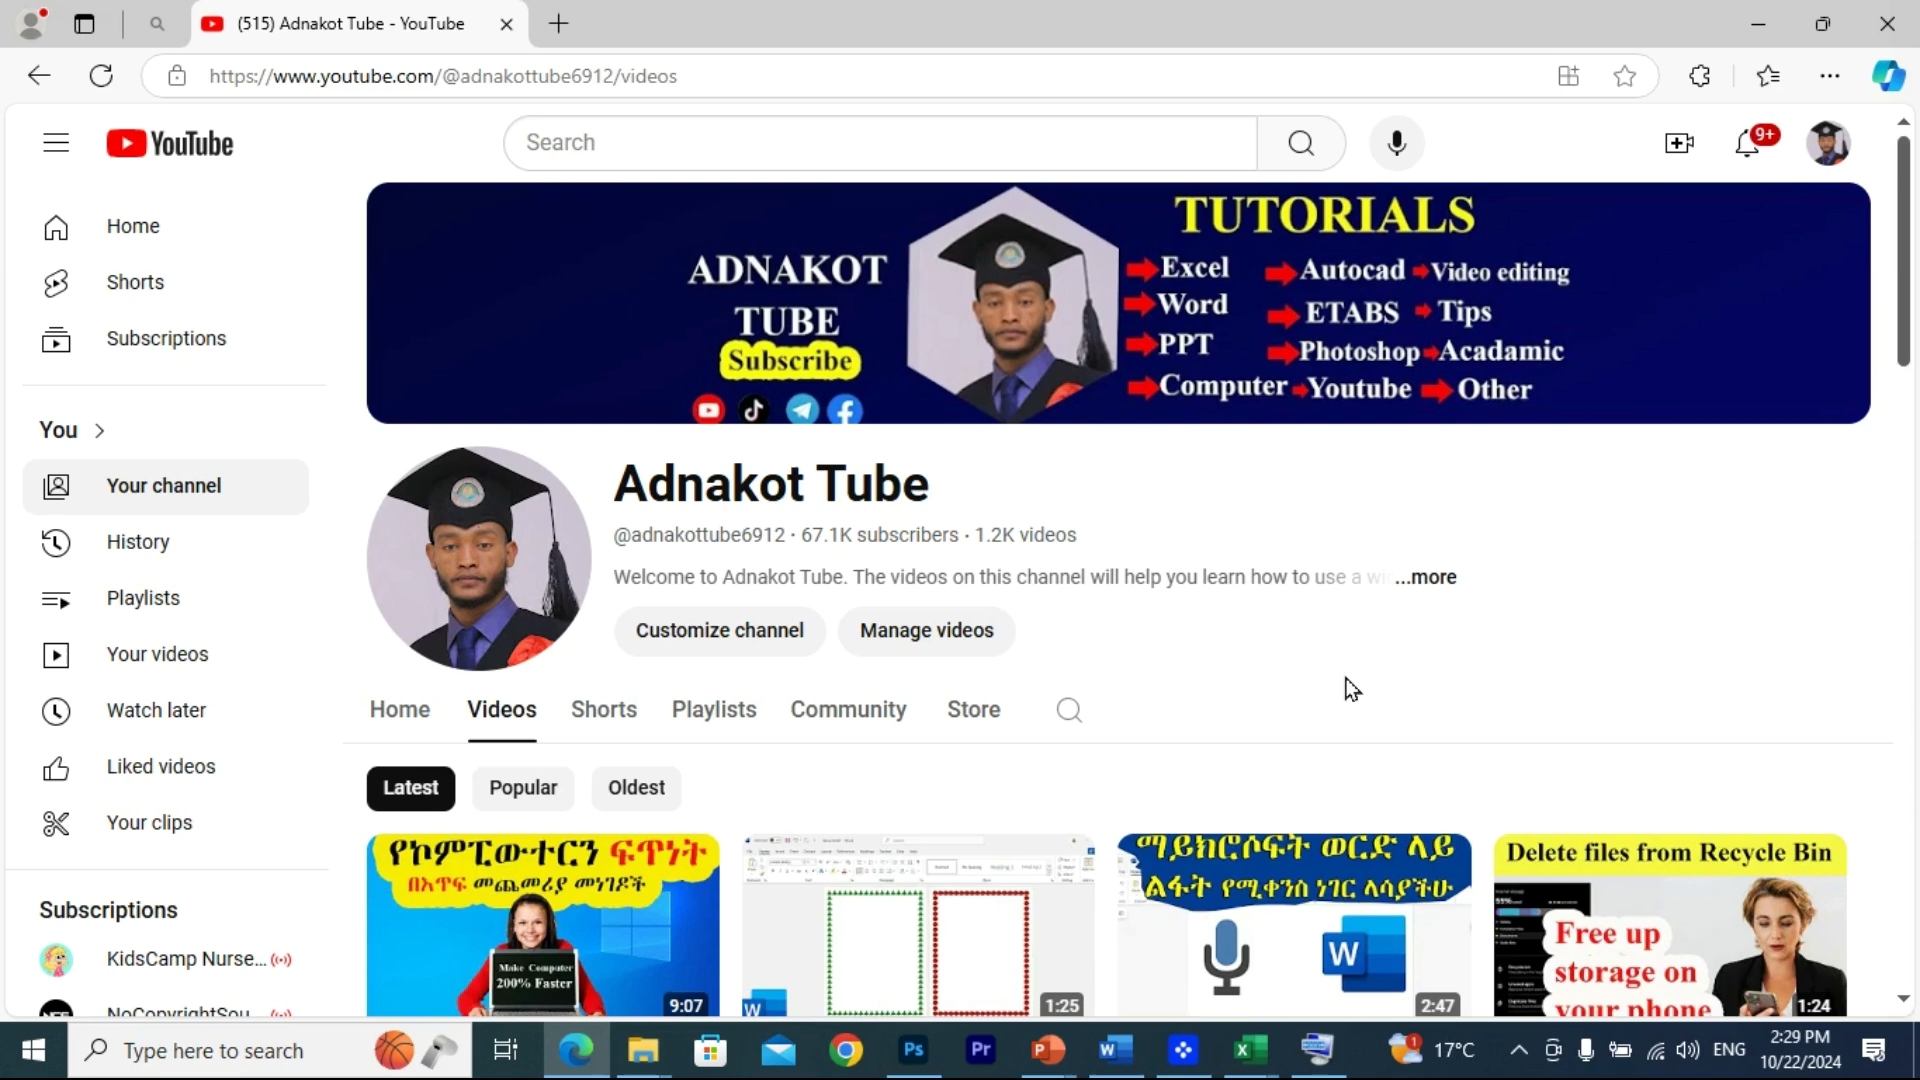 (515) Adnakot Tube - YouTube
https://www.youtube.com/@adnakottube6912/videos
YouTube
Search
9+
Home
Shorts
Subscriptions
You
Your channel
History
Playlists
Your videos
Watch later
Liked videos
Your clips
Subscriptions
KidsCamp Nurse...
NoCopyrightSou...
ADNAKOT
TUBE
Subscribe
TUTORIALS
Excel Autocad Video editing
Word ETABS Tips
PPT Photoshop Acadamic
Computer Youtube Other
Adnakot Tube
@adnakottube6912 · 67.1K subscribers · 1.2K videos
Welcome to Adnakot Tube. The videos on this channel will help you learn how to use a ...more
Customize channel Manage videos
Home Videos Shorts Playlists Community Store
Latest Popular Oldest
የኮምፒውተርን ፍጥነት
በእጥፍ መጨመሪያ መንገዶች
Make Computer
200% Faster
9:07
W
1:25
ማይክሮሶፍት ወርድ ላይ
ልፋት የሚቀንስ ነገር ላሳያችሁ
W
2:47
Delete files from Recycle Bin
Free up
storage on
your phone
1:24
Type here to search
Ps
Pr
P
W
X
1
17°C
ENG
2:29 PM
10/22/2024